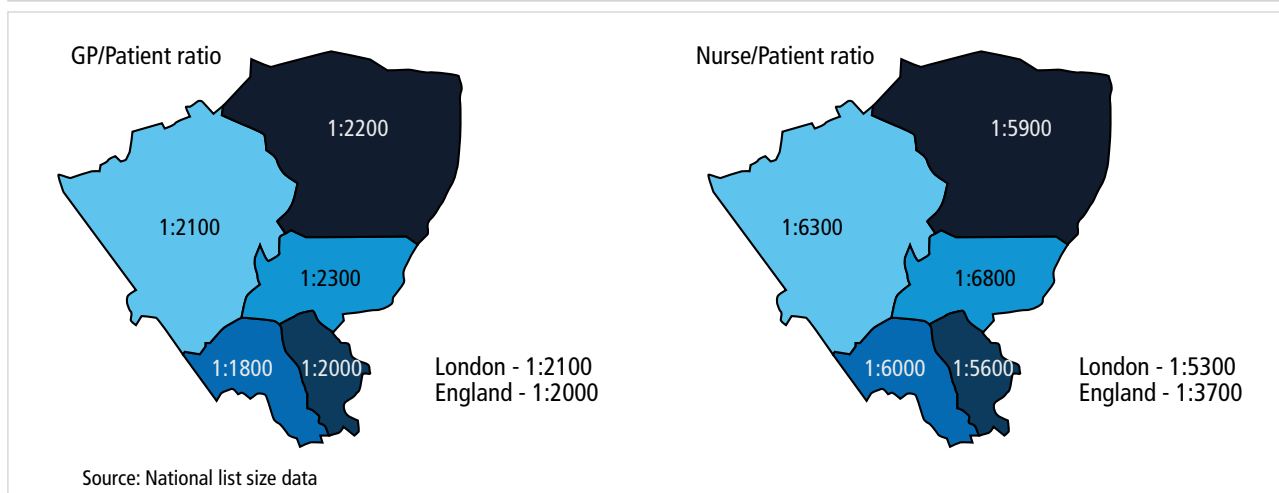 GP/Patient ratio
1:2200
1:2100
1:2300
1:1800
1:2000
London - 1:2100
England - 1:2000
Nurse/Patient ratio
1:5900
1:6300
1:6800
1:6000
1:5600
London - 1:5300
England - 1:3700
Source: National list size data